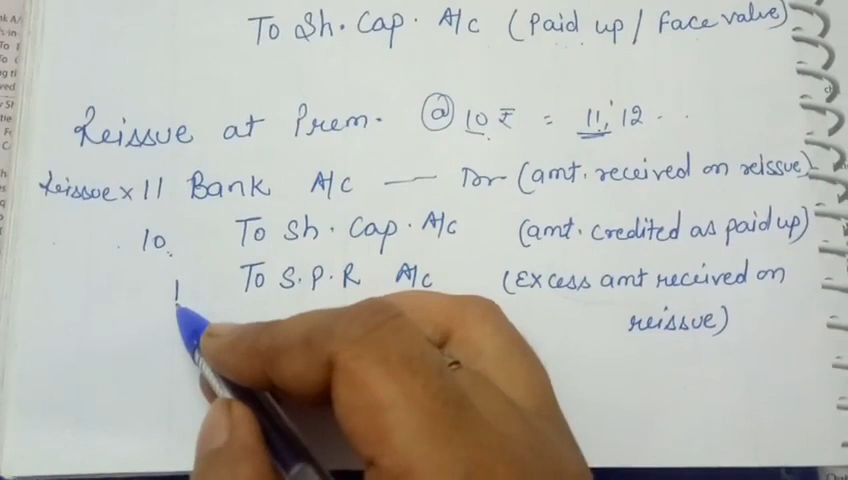 To Sh. Cap. A/c (Paid up / Face value)
Reissue at Prem. @ 10 ₹ = 11, 12 . .
Reissue x 11 Bank A/c — Dr (amt. received on reissue)
10 To Sh. Cap. A/c (amt. credited as paid up)
1 To S.P.R A/c (Excess amt received on
reissue)